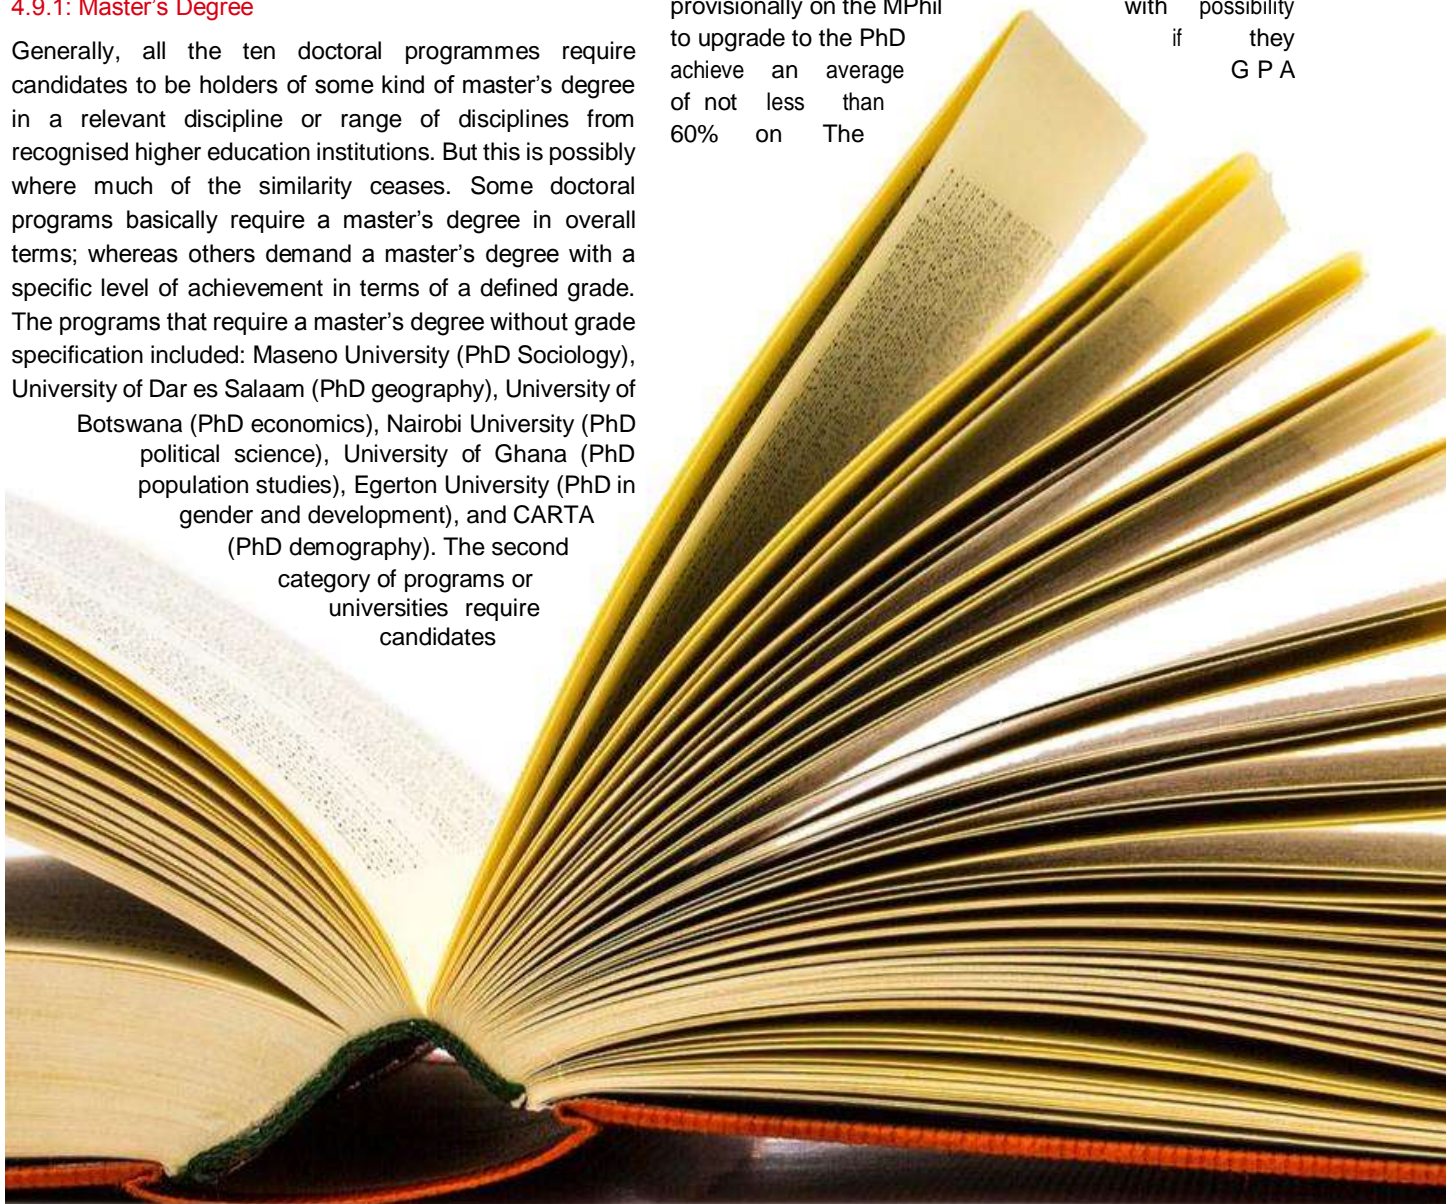 4.9.1: Master's Degree
Generally, all the ten doctoral programmes require
candidates to be holders of some kind of master's degree
in a relevant discipline or range of disciplines from
recognised higher education institutions. But this is possibly
where much of the similarity ceases. Some doctoral
programs basically require a master's degree in overall
terms; whereas others demand a master's degree with a
specific level of achievement in terms of a defined grade.
The programs that require a master's degree without grade
specification included: Maseno University (PhD Sociology),
University of Dar es Salaam (PhD geography), University of
Botswana (PhD economics), Nairobi University (PhD
political science), University of Ghana (PhD
population studies), Egerton University (PhD in
gender and development), and CARTA
(PhD demography). The second
category of programs or
universities require
candidates
provisionally on the MPhil with possibility
to upgrade to the PhD if they
achieve an average G P A
of not less than
60% on The